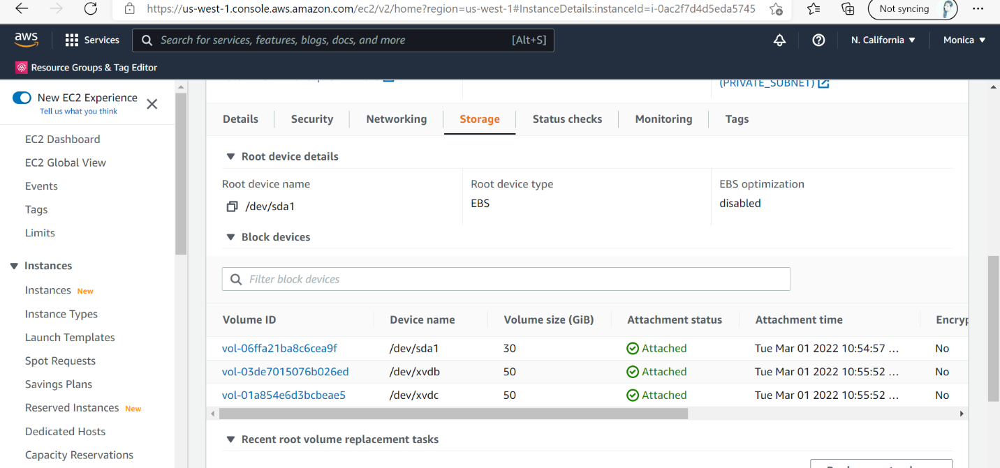 https://us-west-1.console.aws.amazon.com/ec2/v2/home?region=us-west-1#InstanceDetails:instanceId=i-0ac2f7d4d5eda5745 Not syncing
aws Services Search for services, features, blogs, docs, and more [Alt+S] N. California Monica
Resource Groups & Tag Editor
New EC2 Experience
Tell us what you think
EC2 Dashboard
EC2 Global View
Events
Tags
Limits
Instances
Instances New
Instance Types
Launch Templates
Spot Requests
Savings Plans
Reserved Instances New
Dedicated Hosts
Capacity Reservations
(PRIVATE_SUBNET)
Details Security Networking Storage Status checks Monitoring Tags
Root device details
Root device name Root device type EBS optimization
/dev/sda1 EBS disabled
Block devices
Filter block devices
Volume ID Device name Volume size (GiB) Attachment status Attachment time Encryp
vol-06ffa21ba8c6cea9f /dev/sda1 30 Attached Tue Mar 01 2022 10:54:57 ... No
vol-03de7015076b026ed /dev/xvdb 50 Attached Tue Mar 01 2022 10:55:52 ... No
vol-01a854e6d3bcbeae5 /dev/xvdc 50 Attached Tue Mar 01 2022 10:55:52 ... No
Recent root volume replacement tasks